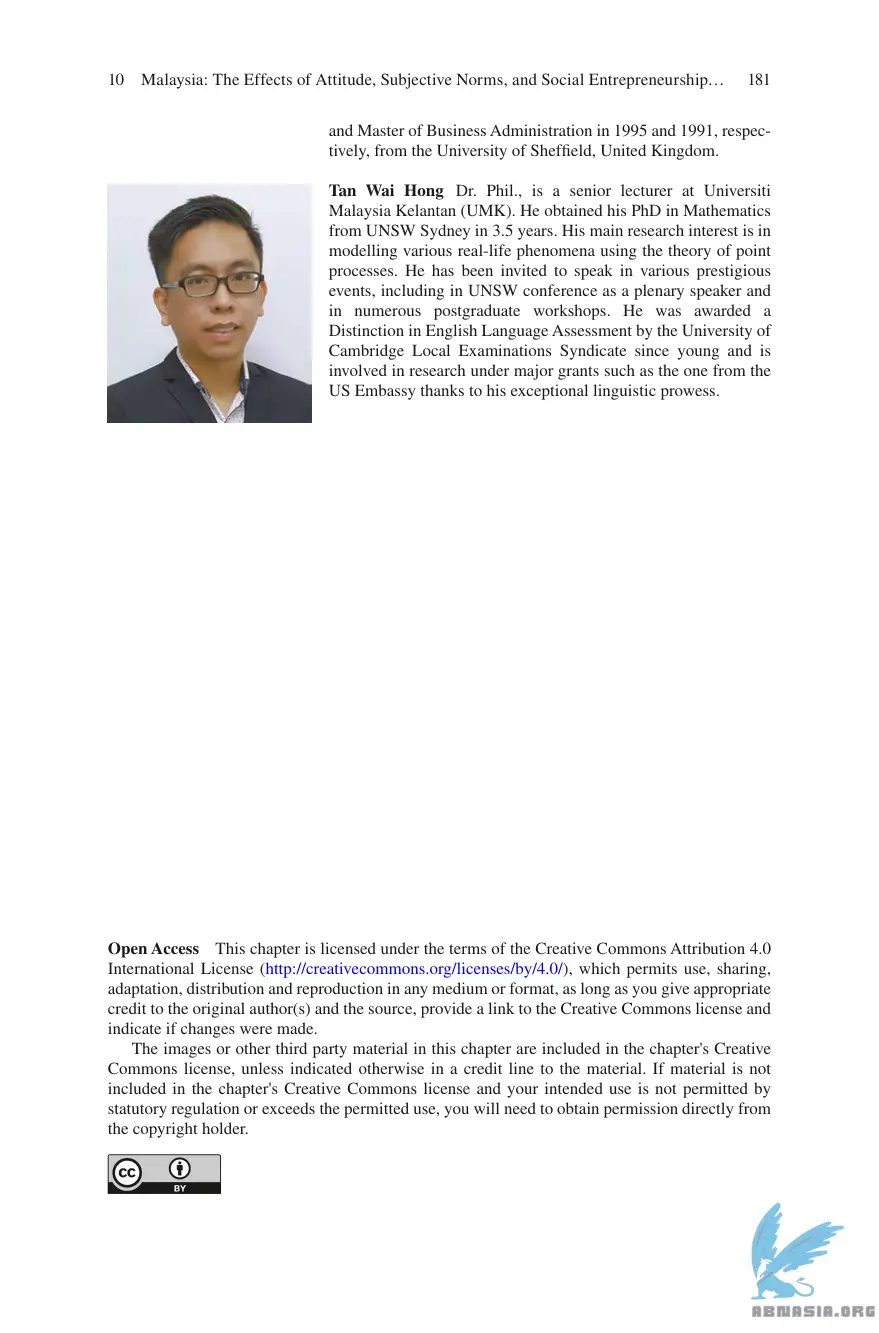 10 Malaysia: The Effects of Attitude, Subjective Norms, and Social Entrepreneurship… 181
and Master of Business Administration in 1995 and 1991, respec-
tively, from the University of Sheffield, United Kingdom.
Tan Wai Hong Dr. Phil., is a senior lecturer at Universiti
Malaysia Kelantan (UMK). He obtained his PhD in Mathematics
from UNSW Sydney in 3.5 years. His main research interest is in
modelling various real-life phenomena using the theory of point
processes. He has been invited to speak in various prestigious
events, including in UNSW conference as a plenary speaker and
in numerous postgraduate workshops. He was awarded a
Distinction in English Language Assessment by the University of
Cambridge Local Examinations Syndicate since young and is
involved in research under major grants such as the one from the
US Embassy thanks to his exceptional linguistic prowess.
Open Access This chapter is licensed under the terms of the Creative Commons Attribution 4.0
International License (http://creativecommons.org/licenses/by/4.0/), which permits use, sharing,
adaptation, distribution and reproduction in any medium or format, as long as you give appropriate
credit to the original author(s) and the source, provide a link to the Creative Commons license and
indicate if changes were made.
The images or other third party material in this chapter are included in the chapter's Creative
Commons license, unless indicated otherwise in a credit line to the material. If material is not
included in the chapter's Creative Commons license and your intended use is not permitted by
statutory regulation or exceeds the permitted use, you will need to obtain permission directly from
the copyright holder.
cc
BY
ABNASIA.ORG